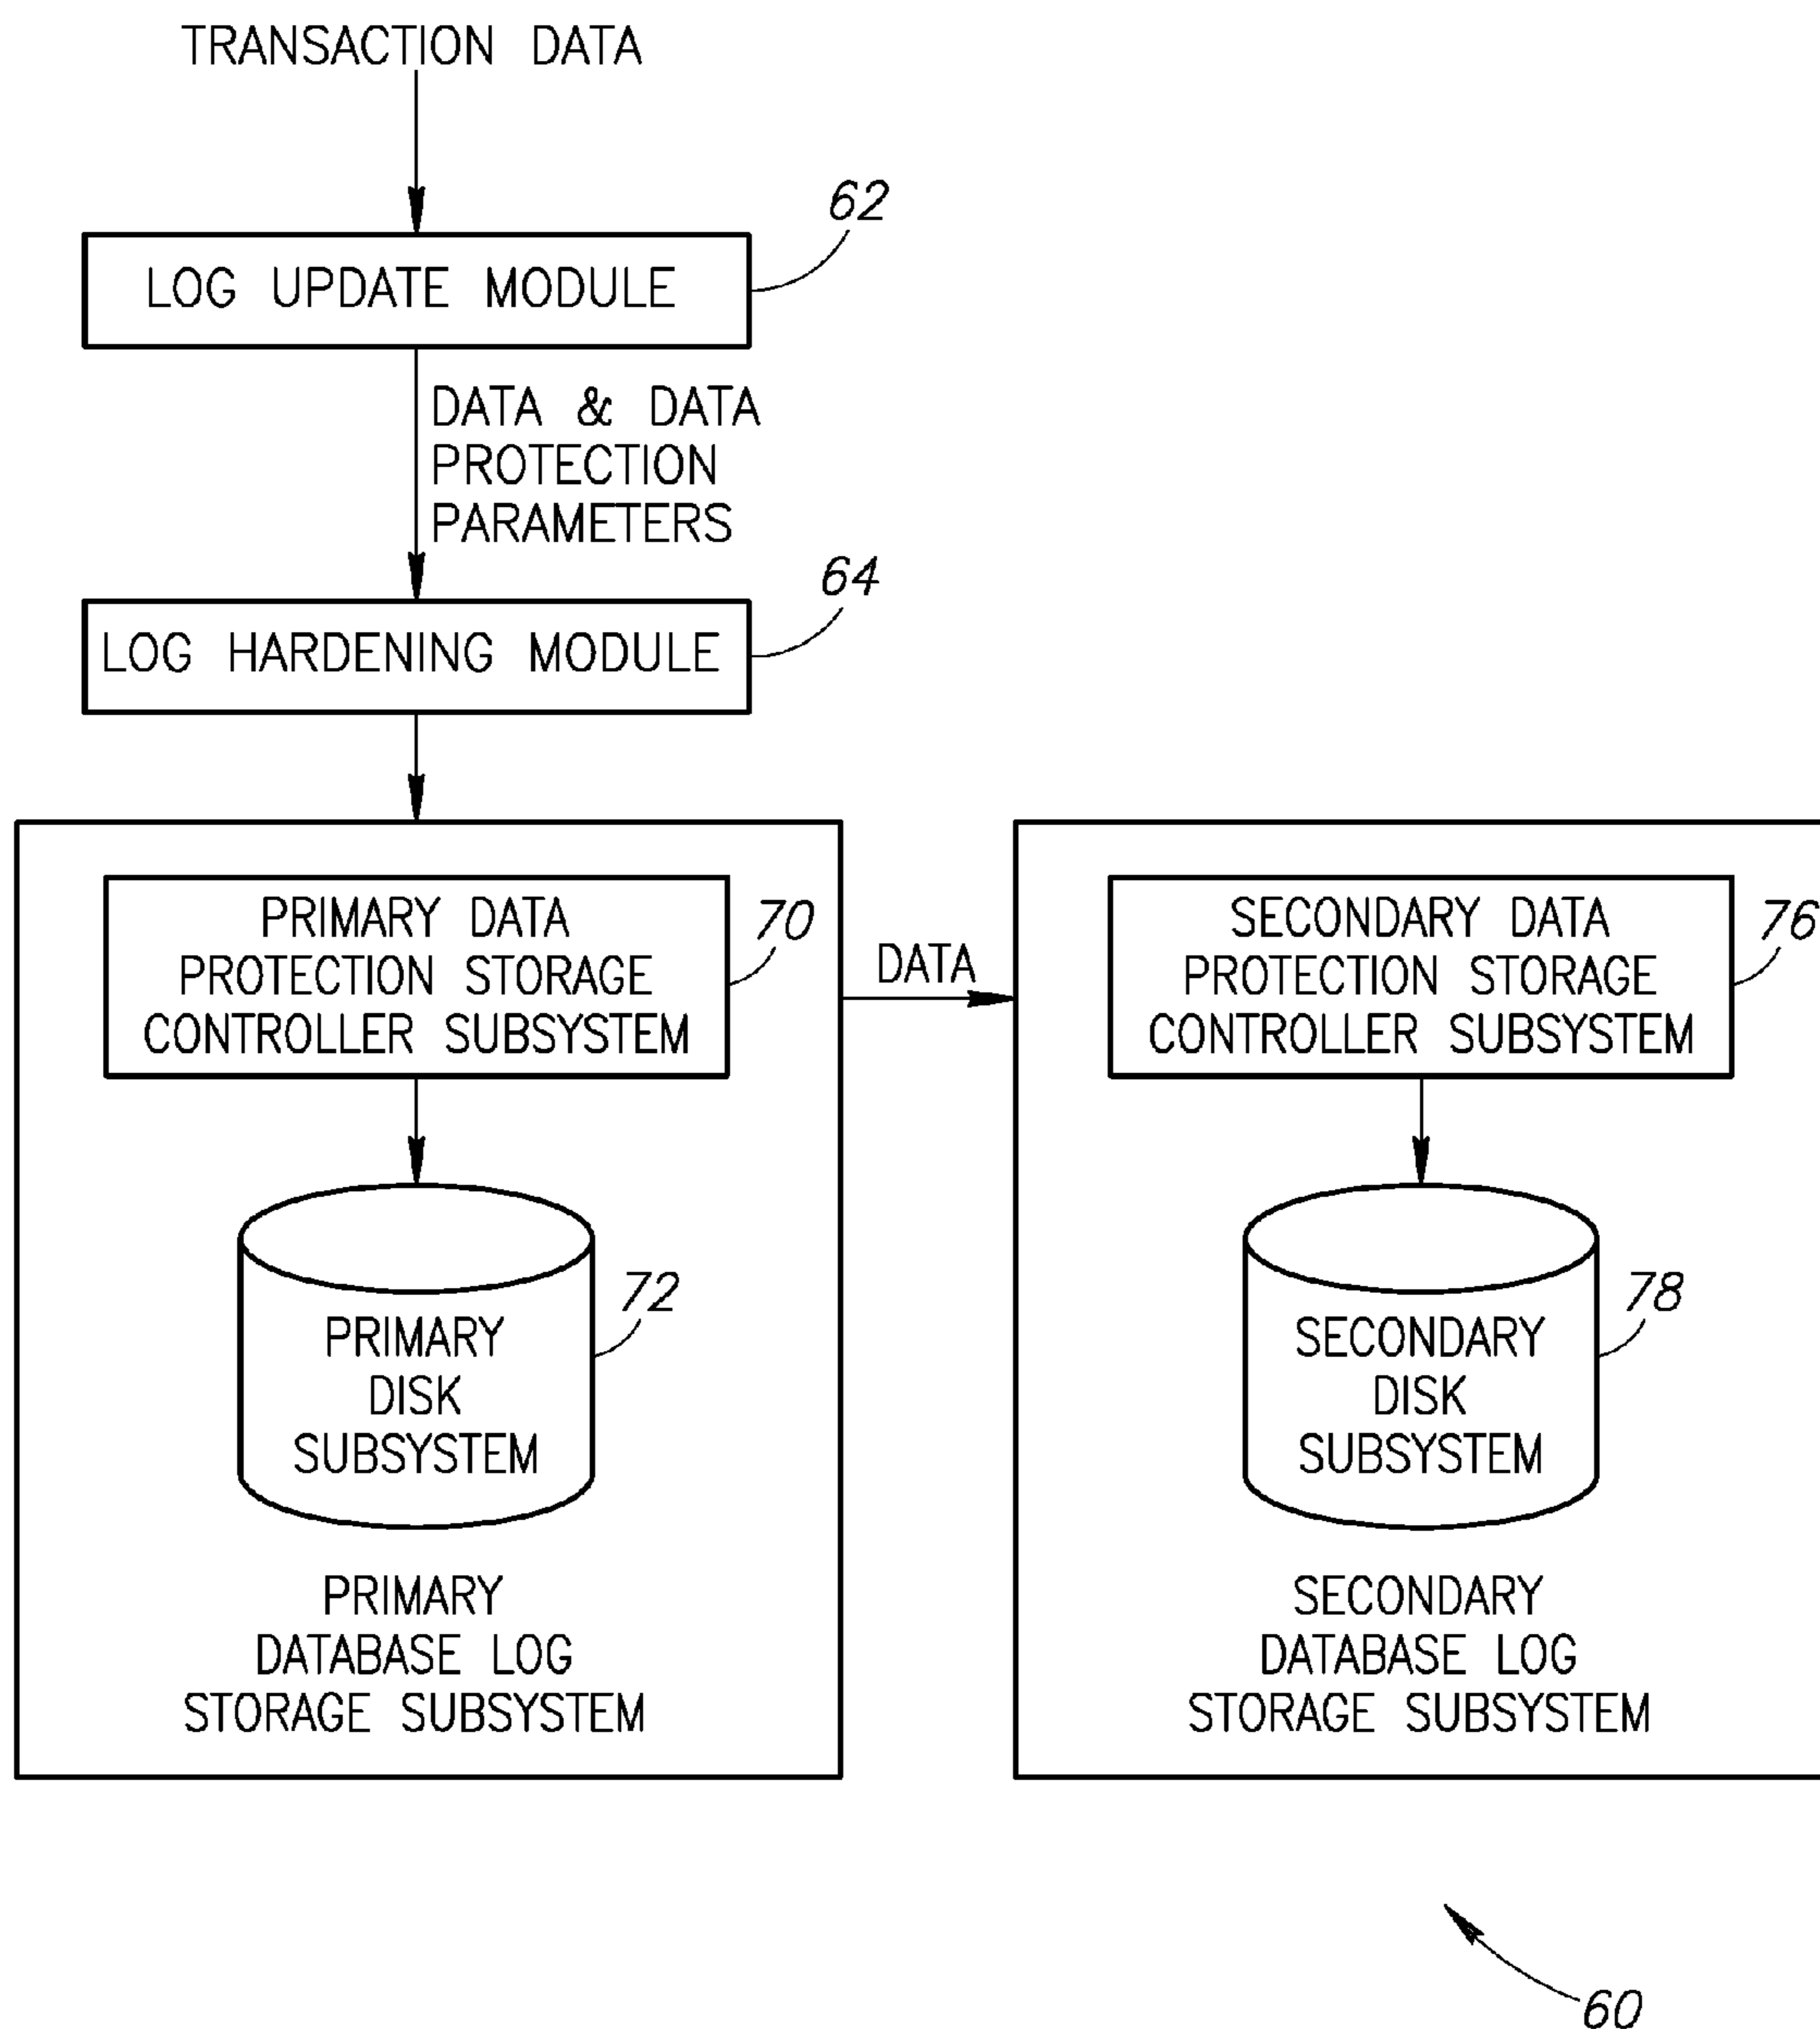 TRANSACTION DATA
62
LOG UPDATE MODULE
DATA & DATA
PROTECTION
PARAMETERS
64
LOG HARDENING MODULE
PRIMARY DATA
PROTECTION STORAGE
CONTROLLER SUBSYSTEM
70
DATA
SECONDARY DATA
PROTECTION STORAGE
CONTROLLER SUBSYSTEM
76
PRIMARY
DISK
SUBSYSTEM
72
SECONDARY
DISK
SUBSYSTEM
78
PRIMARY
DATABASE LOG
STORAGE SUBSYSTEM
SECONDARY
DATABASE LOG
STORAGE SUBSYSTEM
60